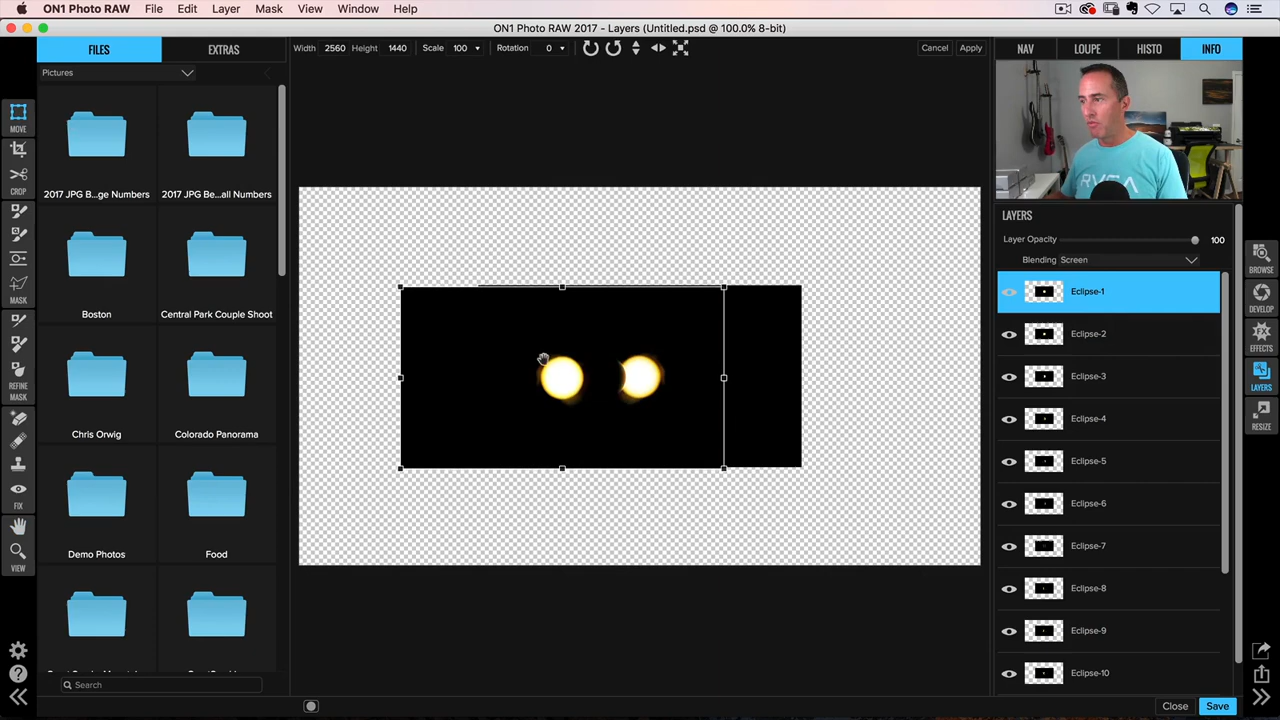 ON1 Photo RAW File Edit Layer Mask View Window Help
ON1 Photo RAW 2017 - Layers (Untitled.psd @ 100.0% 8-bit)
FILES EXTRAS
Width 2560 Height 1440 Scale 100 Rotation 0 Cancel Apply
NAV LOUPE HISTO INFO
Pictures
MOVE
CROP
MASK
REFINE
MASK
FIX
VIEW
2017 JPG B...ge Numbers 2017 JPG Be...all Numbers
Boston Central Park Couple Shoot
Chris Orwig Colorado Panorama
Demo Photos Food
Search
RVCA
LAYERS
Layer Opacity 100
Blending Screen
Eclipse-1
Eclipse-2
Eclipse-3
Eclipse-4
Eclipse-5
Eclipse-6
Eclipse-7
Eclipse-8
Eclipse-9
Eclipse-10
BROWSE
DEVELOP
EFFECTS
LAYERS
RESIZE
Close Save